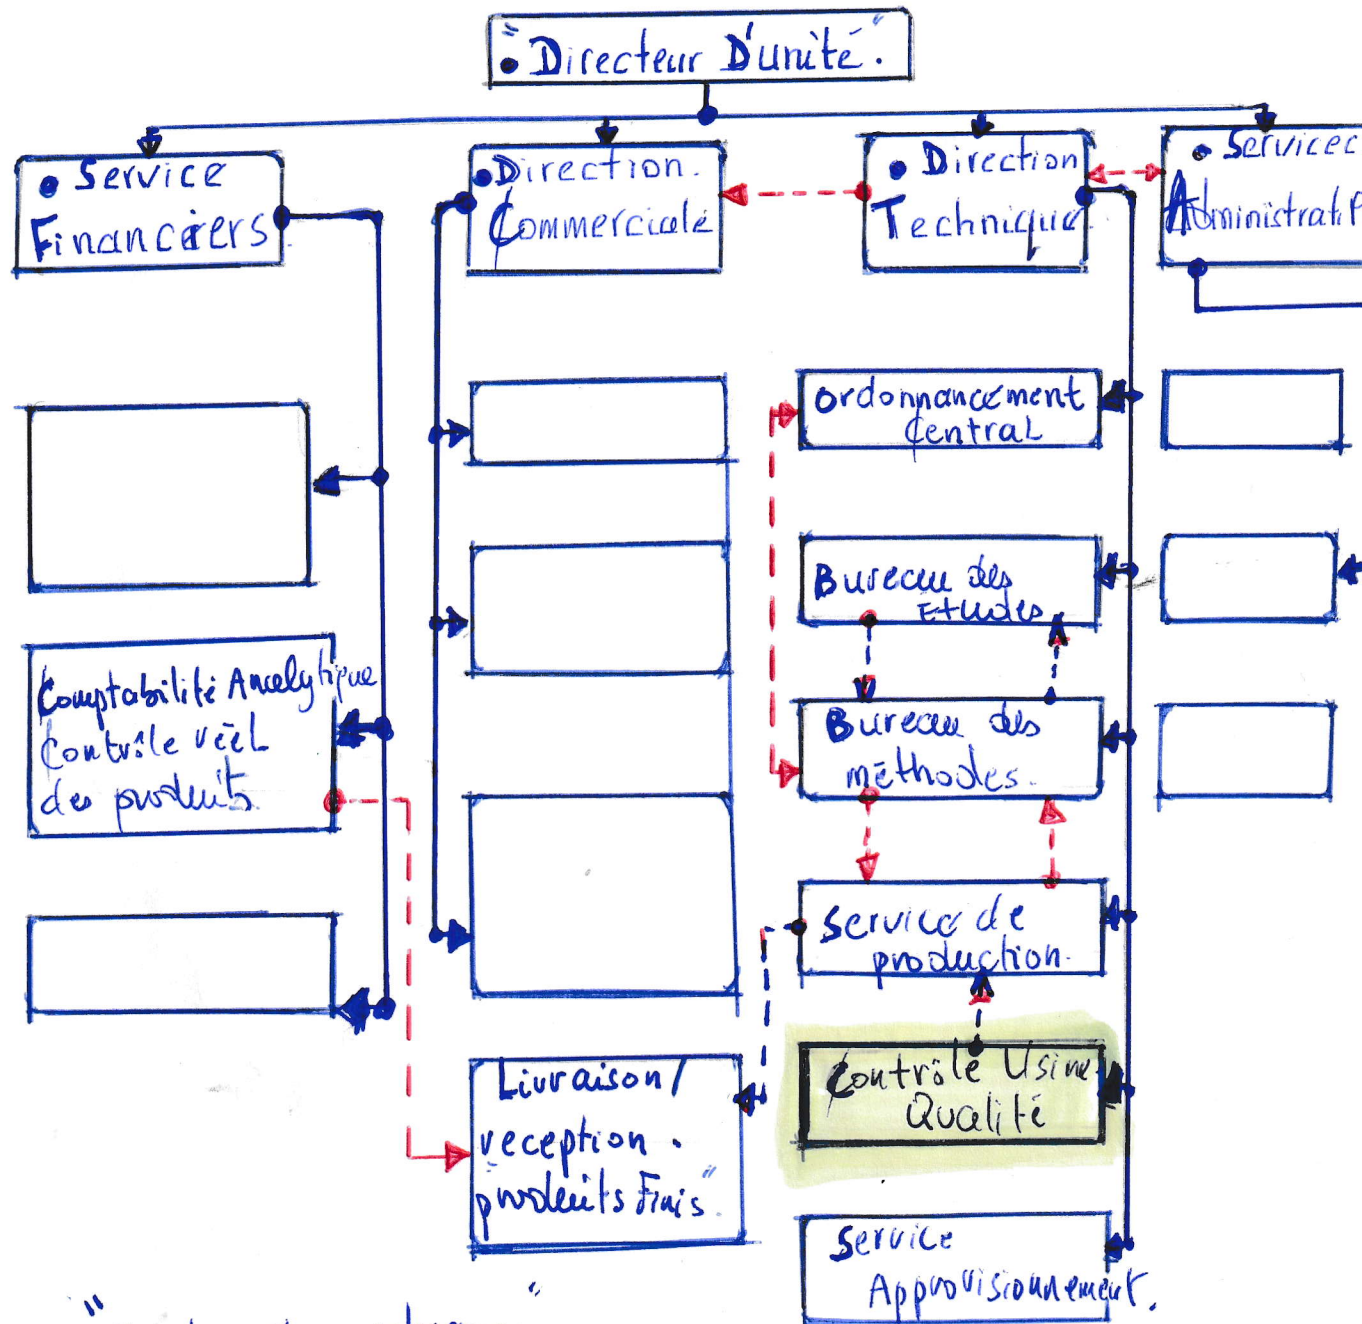 " Directeur D'unité. "
Service
Financiers
Direction.
Commerciale
Direction
Technique
Servicec
Administratif
Ordonnancement
Central
Bureau des
Etudes
Comptabilité Analytique
Contrôle réel
des produits
Bureau des
méthodes.
Service de
production.
Livraison/
reception.
"produits Finis"
Contrôle Usine
Qualité
Service
Approvisionnement.